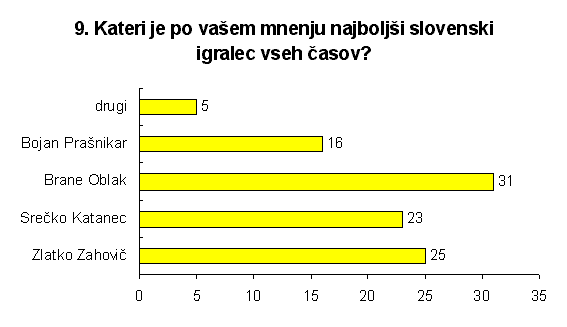 9. Kateri je po vašem mnenju najboljši slovenski
igralec vseh časov?
drugi 5
Bojan Prašnikar 16
Brane Oblak 31
Srečko Katanec 23
Zlatko Zahovič 25
0 5 10 15 20 25 30 35